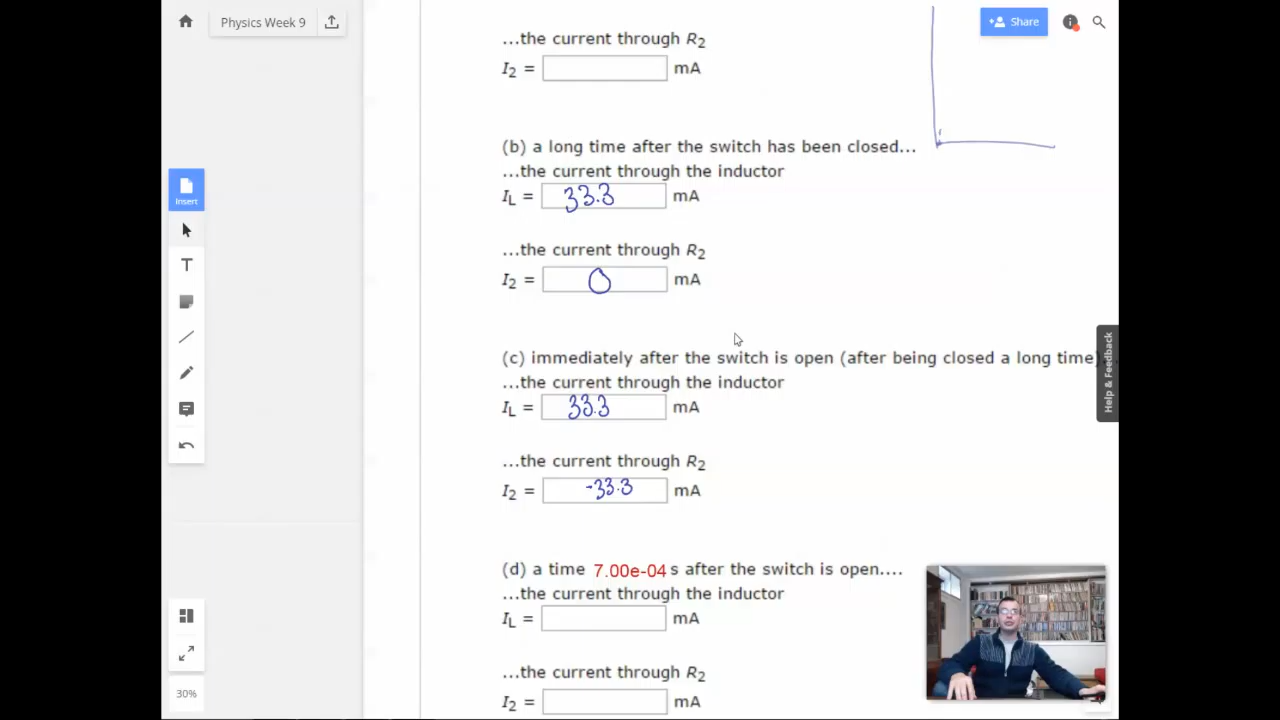 Physics Week 9
Share
...the current through R2
I2 = mA
(b) a long time after the switch has been closed...
...the current through the inductor
IL = 33.3 mA
...the current through R2
I2 = 0 mA
(c) immediately after the switch is open (after being closed a long time)
...the current through the inductor
IL = 33.3 mA
...the current through R2
I2 = -33.3 mA
(d) a time 7.00e-04 s after the switch is open....
...the current through the inductor
IL = mA
...the current through R2
I2 = mA
Insert
T
30%
Help & Feedback